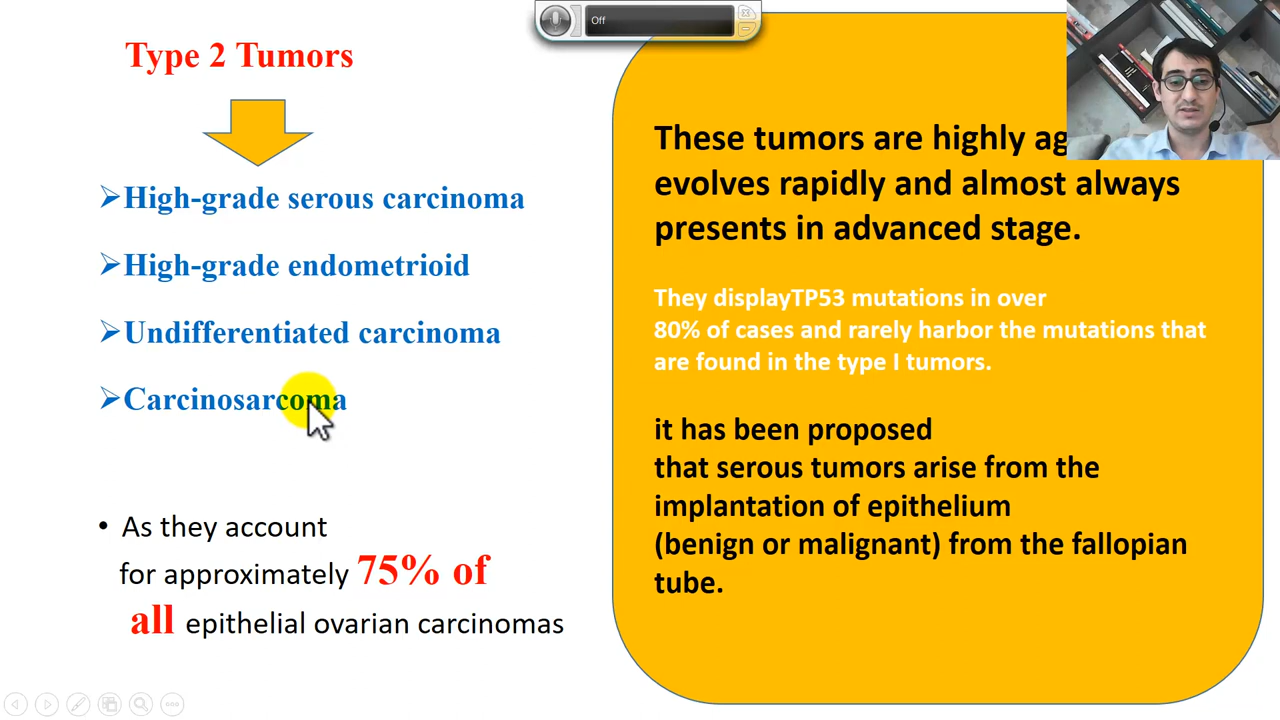 Off
Type 2 Tumors
➢High-grade serous carcinoma
➢High-grade endometrioid
➢Undifferentiated carcinoma
➢Carcinosarcoma
• As they account
for approximately 75% of
all epithelial ovarian carcinomas
These tumors are highly
evolves rapidly and almost always
presents in advanced stage.
They displayTP53 mutations in over
80% of cases and rarely harbor the mutations that
are found in the type I tumors.
it has been proposed
that serous tumors arise from the
implantation of epithelium
(benign or malignant) from the fallopian
tube.